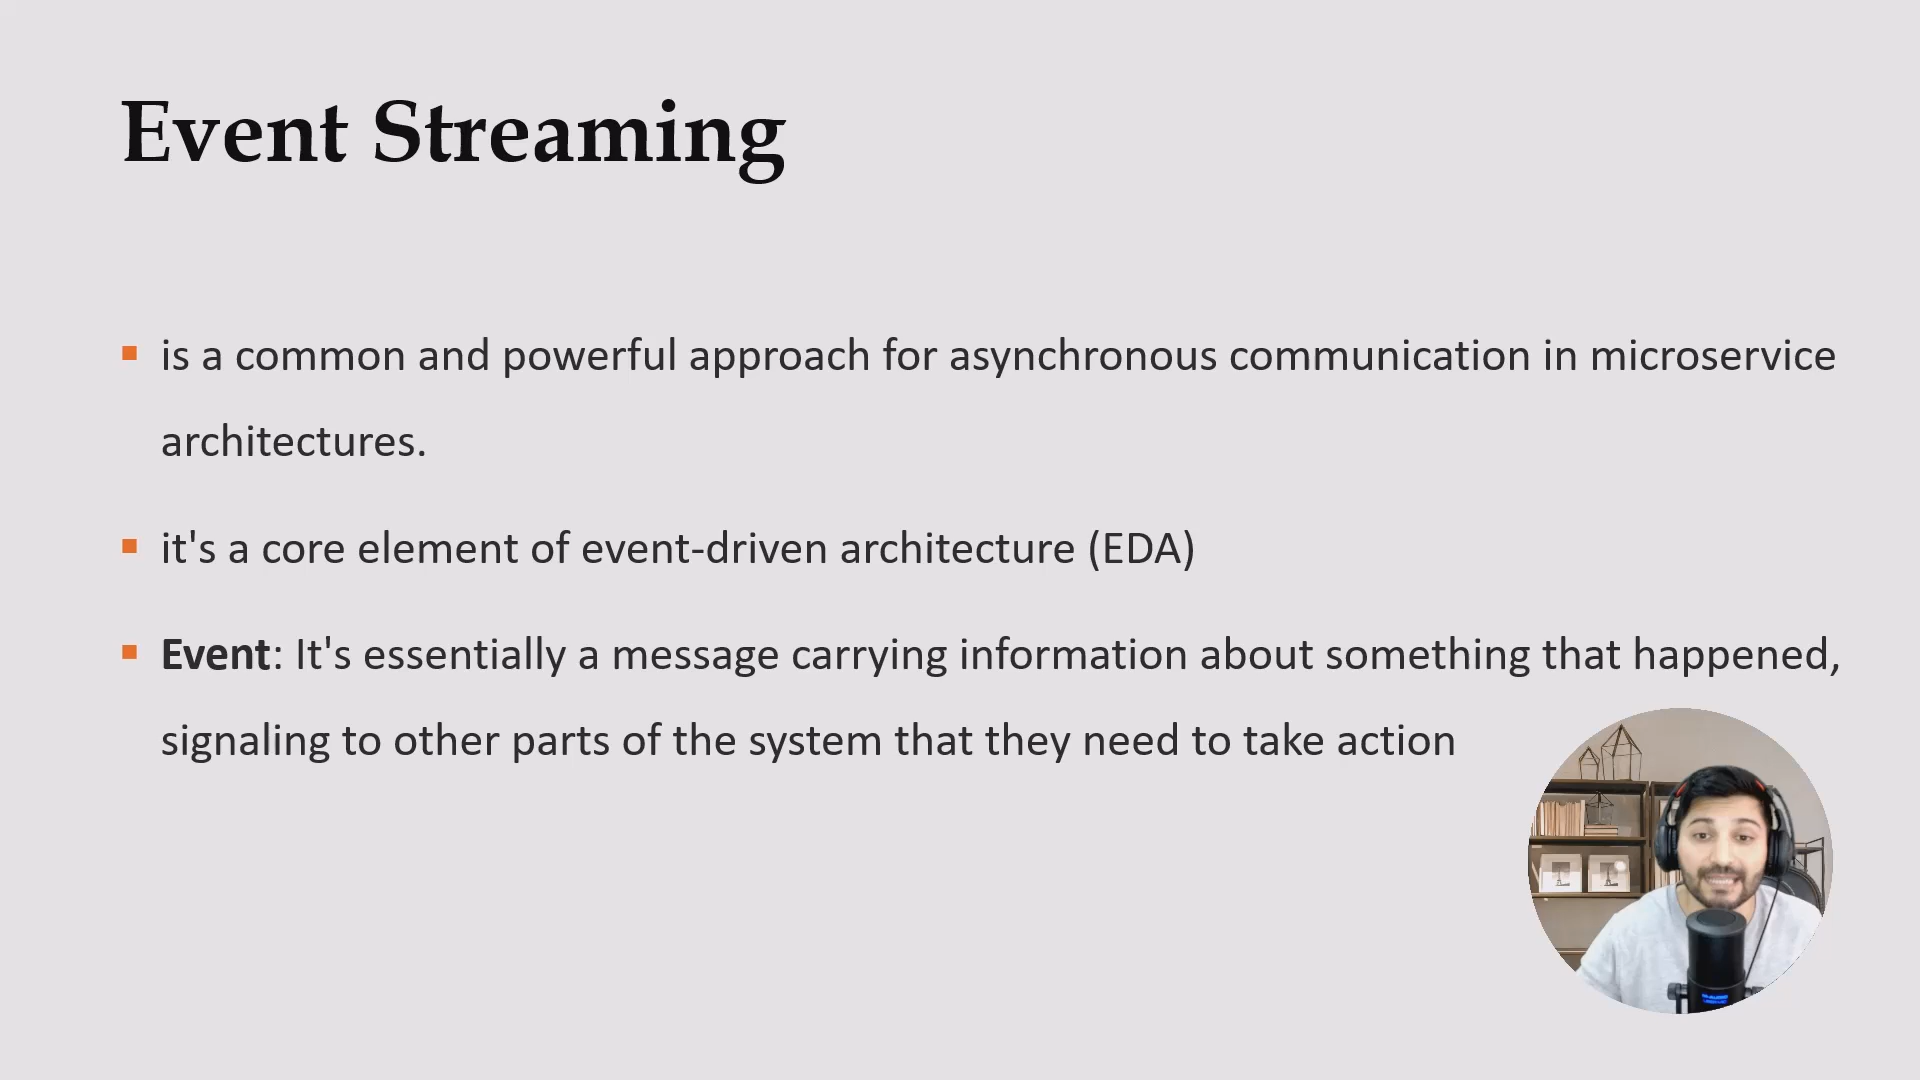 Event Streaming
is a common and powerful approach for asynchronous communication in microservice
architectures.
it's a core element of event-driven architecture (EDA)
Event: It's essentially a message carrying information about something that happened,
signaling to other parts of the system that they need to take action